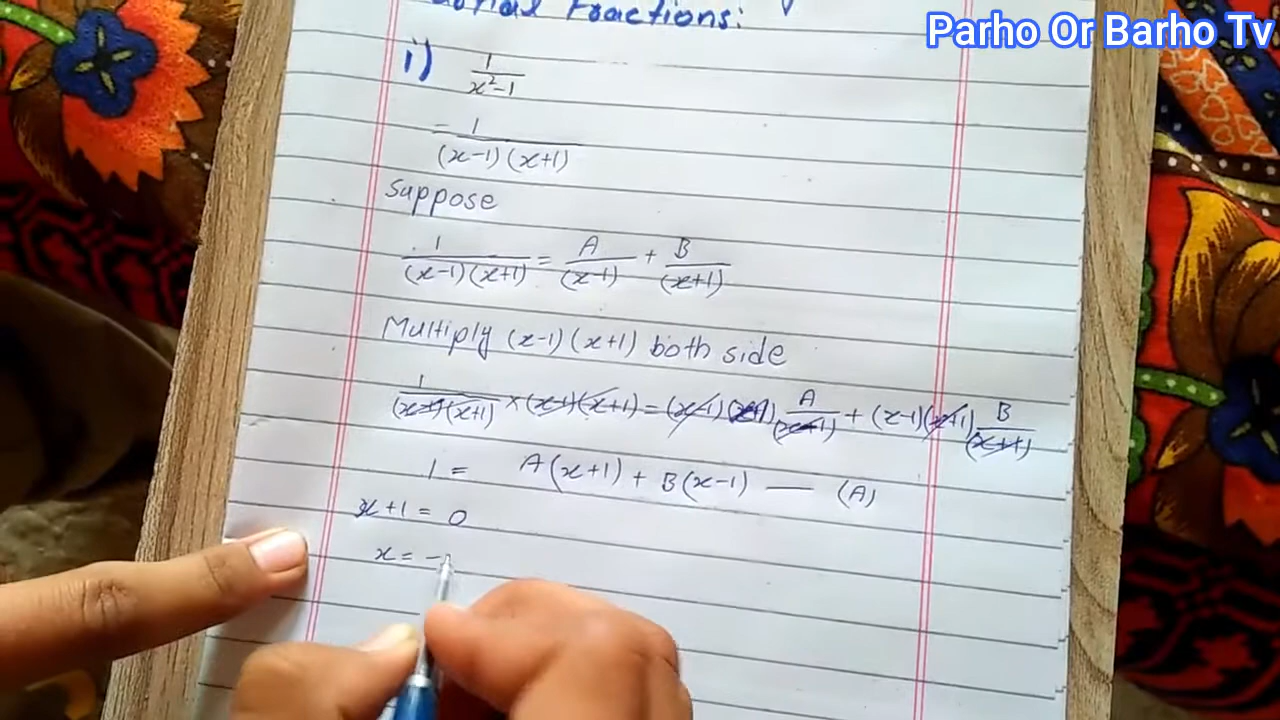 Parho Or Barho Tv
Fractions:
i) 1/(x²-1)
= 1/((x-1)(x+1))
Suppose
1/((x-1)(x+1)) = A/(x-1) + B/(x+1)
Multiply (x-1)(x+1) both side
1/((x-1)(x+1)) × (x-1)(x+1) = (x-1)(x+1) A/(x-1) + (x-1)(x+1) B/(x+1)
1 = A(x+1) + B(x-1) — (A)
x+1 = 0
x = -1